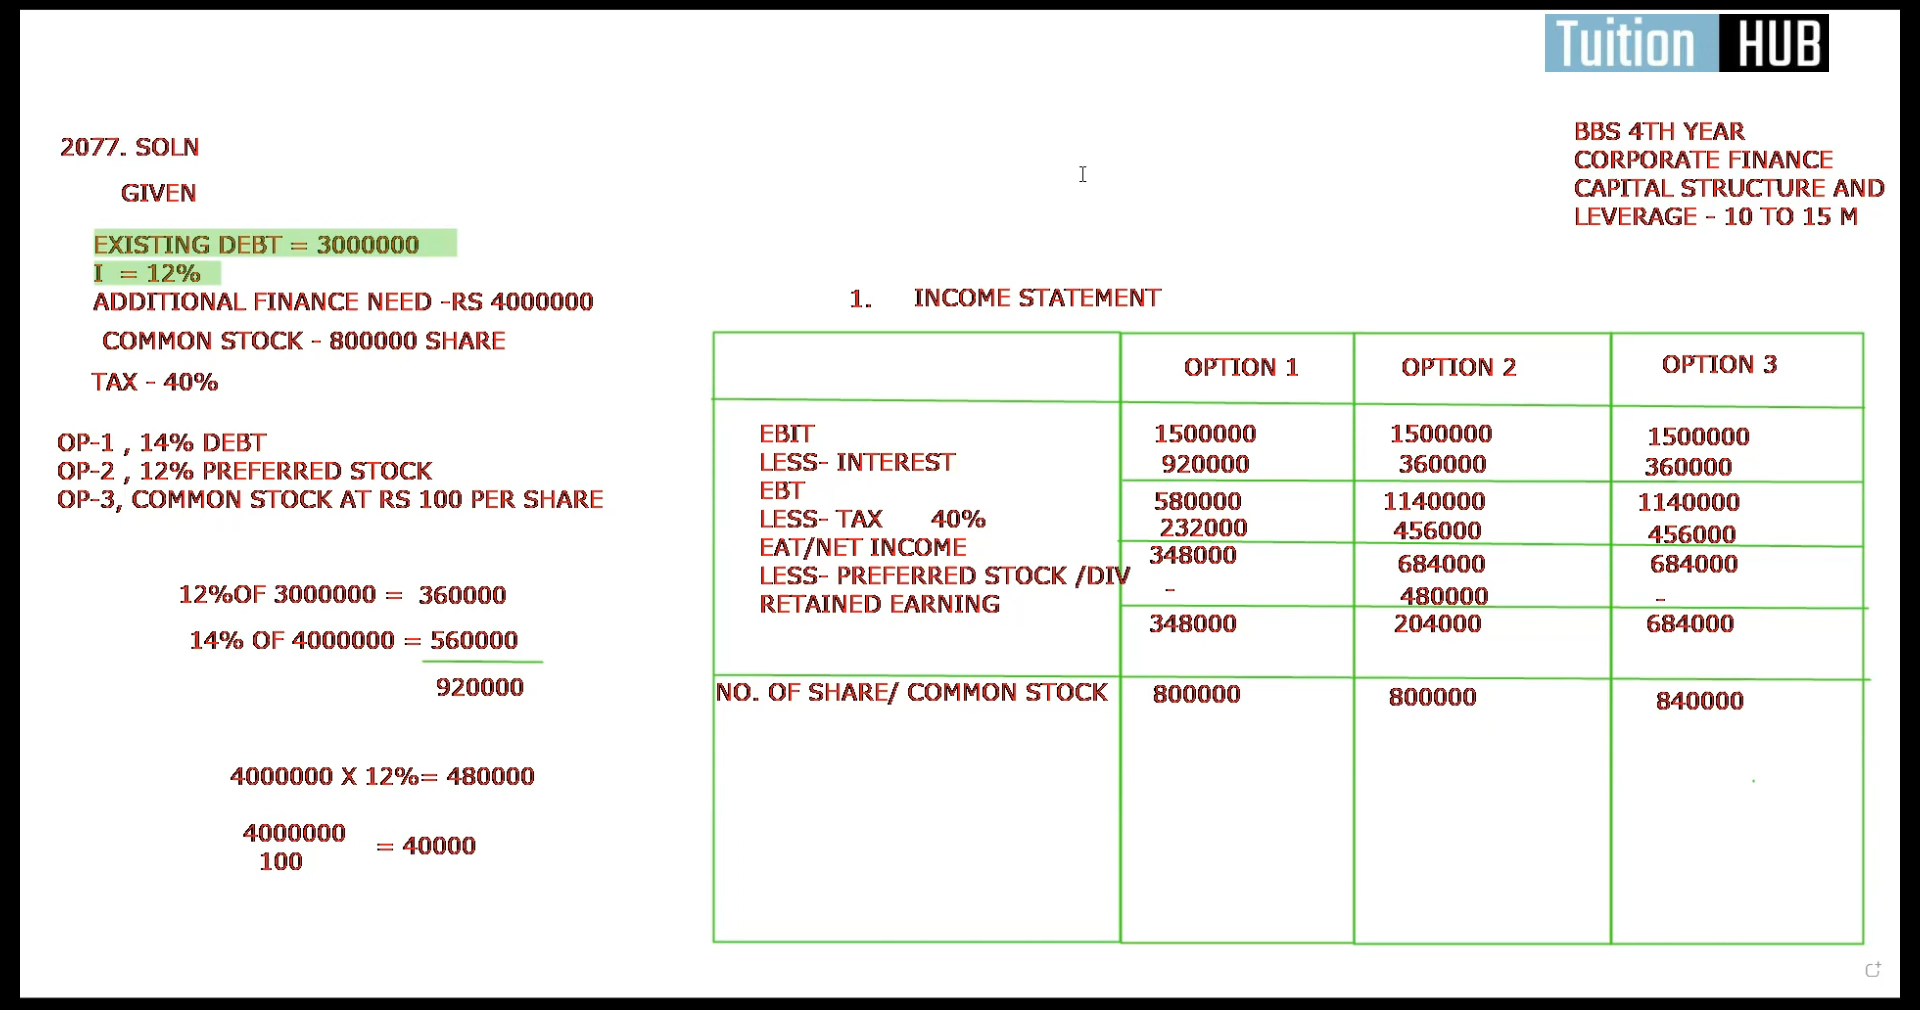 Tuition HUB
BBS 4TH YEAR
CORPORATE FINANCE
CAPITAL STRUCTURE AND
LEVERAGE - 10 TO 15 M
2077. SOLN
GIVEN
EXISTING DEBT = 3000000
I = 12%
ADDITIONAL FINANCE NEED -RS 4000000
COMMON STOCK - 800000 SHARE
TAX - 40%
OP-1 , 14% DEBT
OP-2 , 12% PREFERRED STOCK
OP-3, COMMON STOCK AT RS 100 PER SHARE
12%OF 3000000 = 360000
14% OF 4000000 = 560000
920000
4000000 X 12%= 480000
4000000
100
= 40000
1. INCOME STATEMENT
OPTION 1 OPTION 2 OPTION 3
EBIT 1500000 1500000 1500000
LESS- INTEREST 920000 360000 360000
EBT 580000 1140000 1140000
LESS- TAX 40% 232000 456000 456000
EAT/NET INCOME 348000 684000 684000
LESS- PREFERRED STOCK /DIV - 480000 -
RETAINED EARNING 348000 204000 684000
NO. OF SHARE/ COMMON STOCK 800000 800000 840000